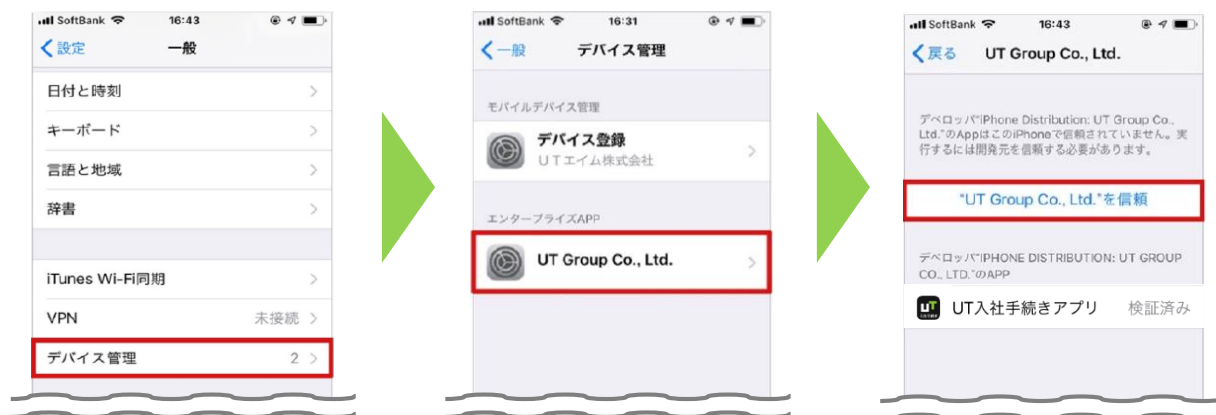 SoftBank 16:43
設定 一般
日付と時刻
キーボード
言語と地域
辞書
iTunes Wi-Fi同期
VPN 未接続
デバイス管理 2
SoftBank 16:31
一般 デバイス管理
モバイルデバイス管理
デバイス登録
UTエイム株式会社
エンタープライズAPP
UT Group Co., Ltd.
SoftBank 16:43
戻る UT Group Co., Ltd.
デベロッパ"iPhone Distribution: UT Group Co.,
Ltd."のAppはこのiPhoneで信頼されていません。実
行するには開発元を信頼する必要があります。
"UT Group Co., Ltd."を信頼
デベロッパ"IPHONE DISTRIBUTION: UT GROUP
CO., LTD."のAPP
UT UT入社手続きアプリ 検証済み